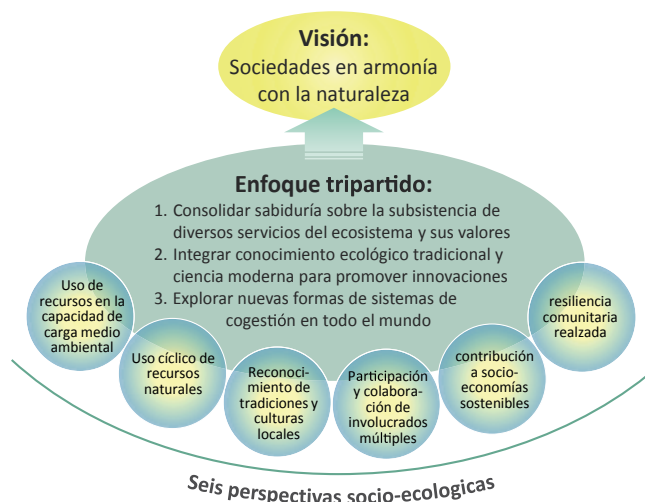 Visión:
Sociedades en armonía
con la naturaleza
Enfoque tripartido:
1. Consolidar sabiduría sobre la subsistencia de
diversos servicios del ecosistema y sus valores
2. Integrar conocimiento ecológico tradicional y
ciencia moderna para promover innovaciones
3. Explorar nuevas formas de sistemas de
cogestión en todo el mundo
Uso de
recursos en la
capacidad de
carga medio
ambiental
Uso cíclico de
recursos
naturales
Reconoci-
miento de
tradiciones y
culturas
locales
Participación
y colabora-
ción de
involucrados
múltiples
contribución
a socio-
economías
sostenibles
resiliencia
comunitaria
realzada
Seis perspectivas socio-ecologicas